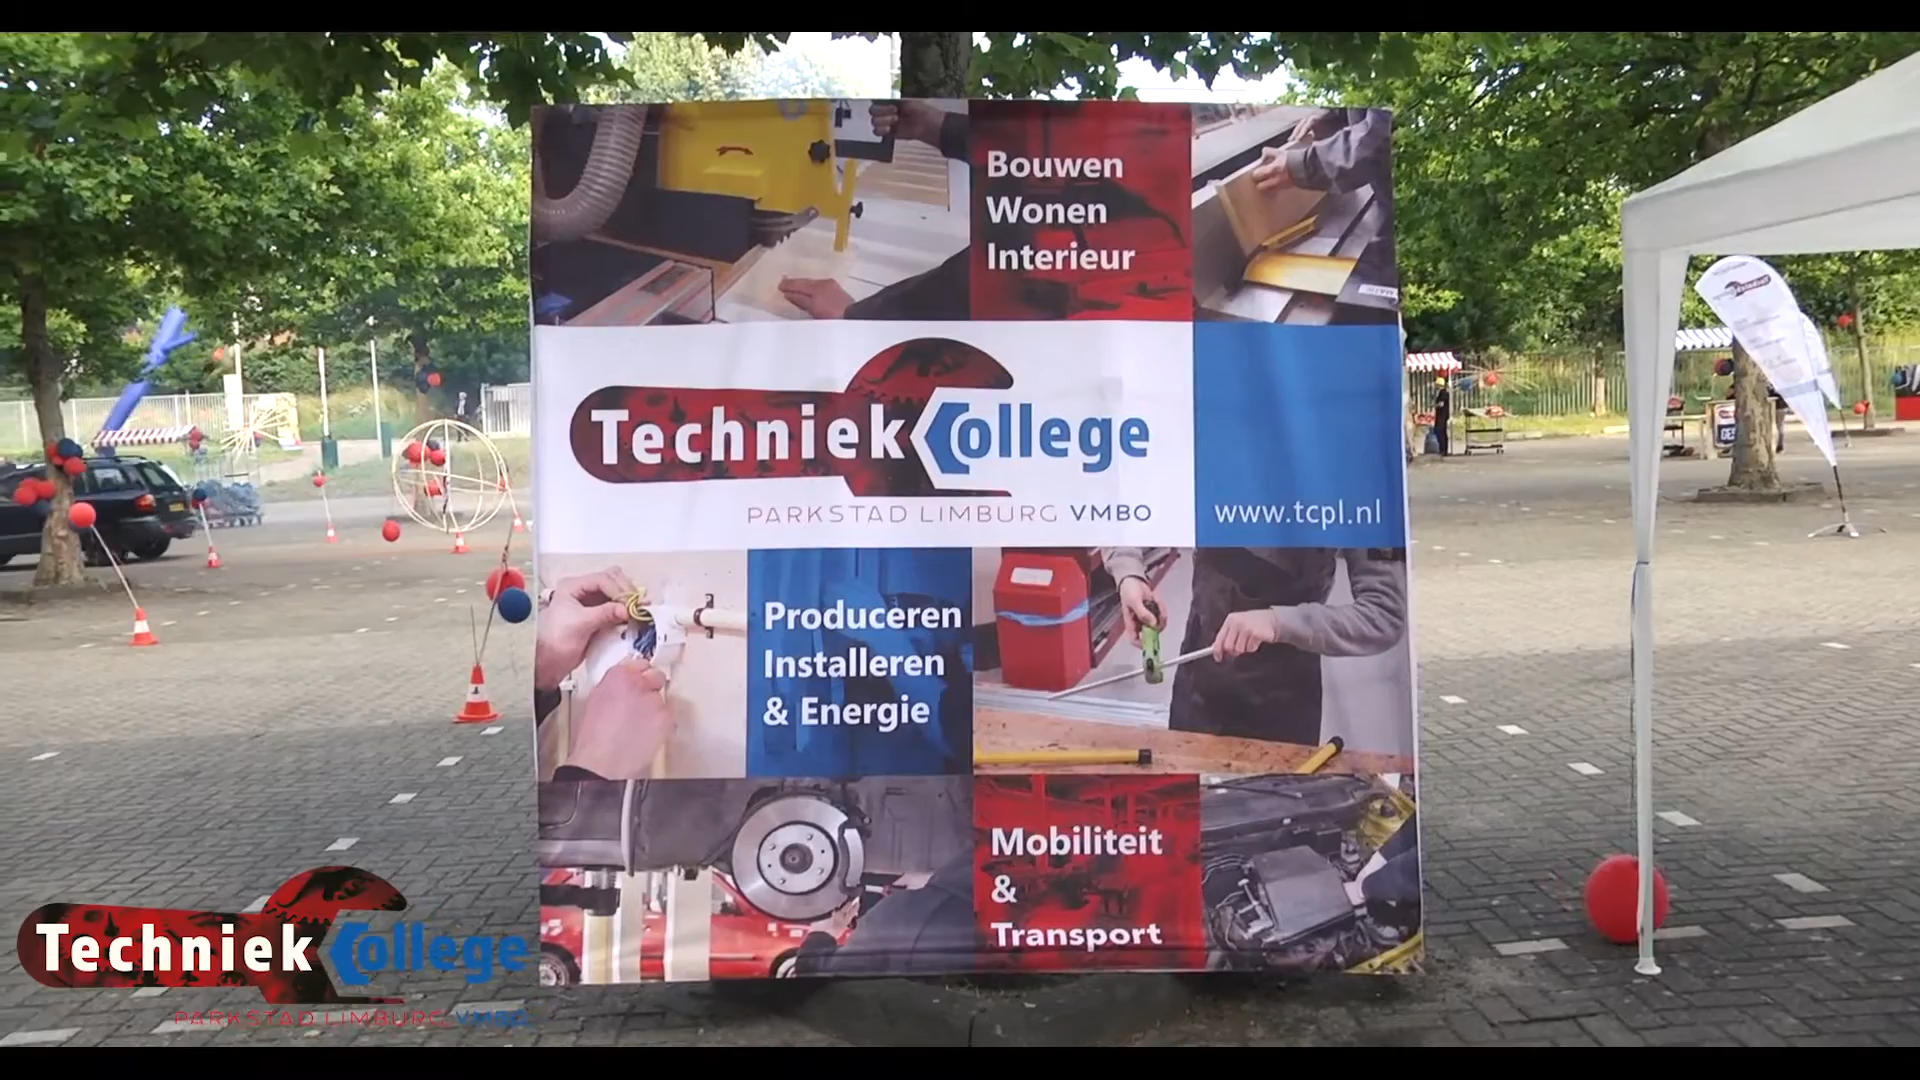 Bouwen
Wonen
Interieur
Techniek College
PARKSTAD LIMBURG VMBO
www.tcpl.nl
Produceren
Installeren
& Energie
Mobiliteit
&
Transport
Techniek College
PARKSTAD LIMBURG VMBO